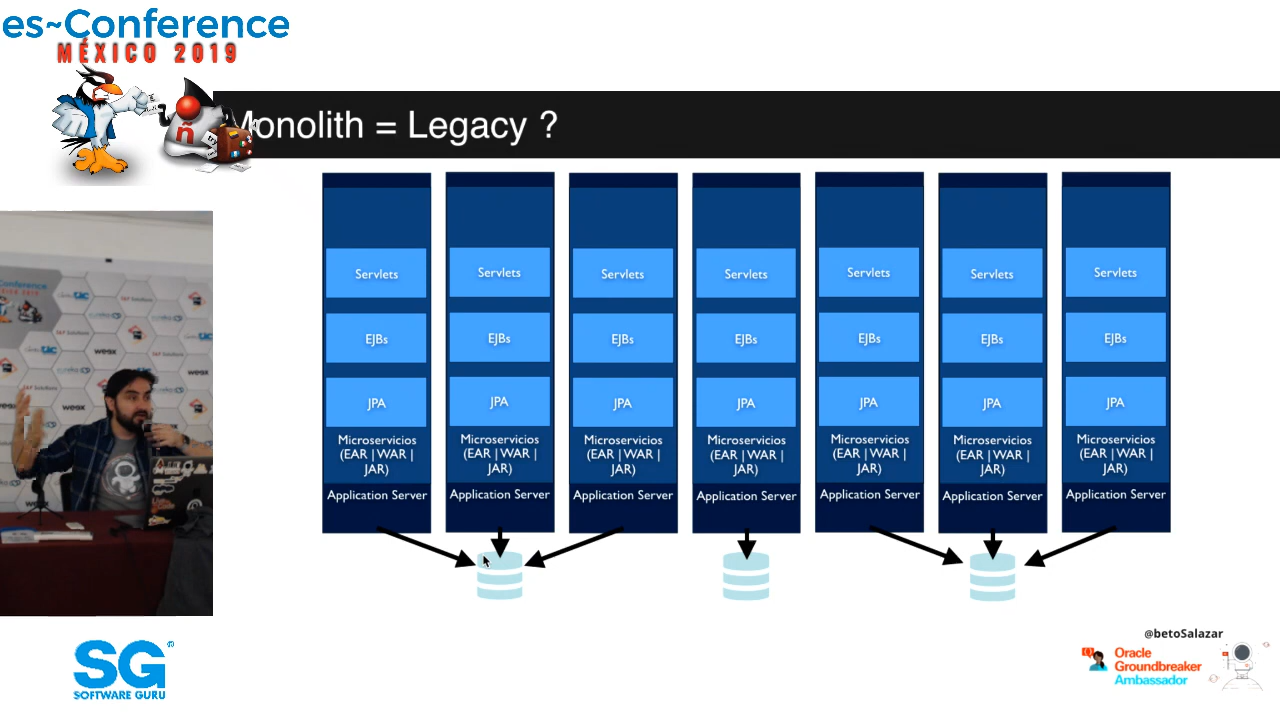 es~Conference
MÉXICO 2019
ñ
Monolith = Legacy ?
Servlets
EJBs
JPA
Microservicios
(EAR | WAR |
JAR)
Application Server
Servlets
EJBs
JPA
Microservicios
(EAR | WAR |
JAR)
Application Server
Servlets
EJBs
JPA
Microservicios
(EAR | WAR |
JAR)
Application Server
Servlets
EJBs
JPA
Microservicios
(EAR | WAR |
JAR)
Application Server
Servlets
EJBs
JPA
Microservicios
(EAR | WAR |
JAR)
Application Server
Servlets
EJBs
JPA
Microservicios
(EAR | WAR |
JAR)
Application Server
Servlets
EJBs
JPA
Microservicios
(EAR | WAR |
JAR)
Application Server
Conference
wesx
wesx
SG®
SOFTWARE GURU
@betoSalazar
Oracle
Groundbreaker
Ambassador